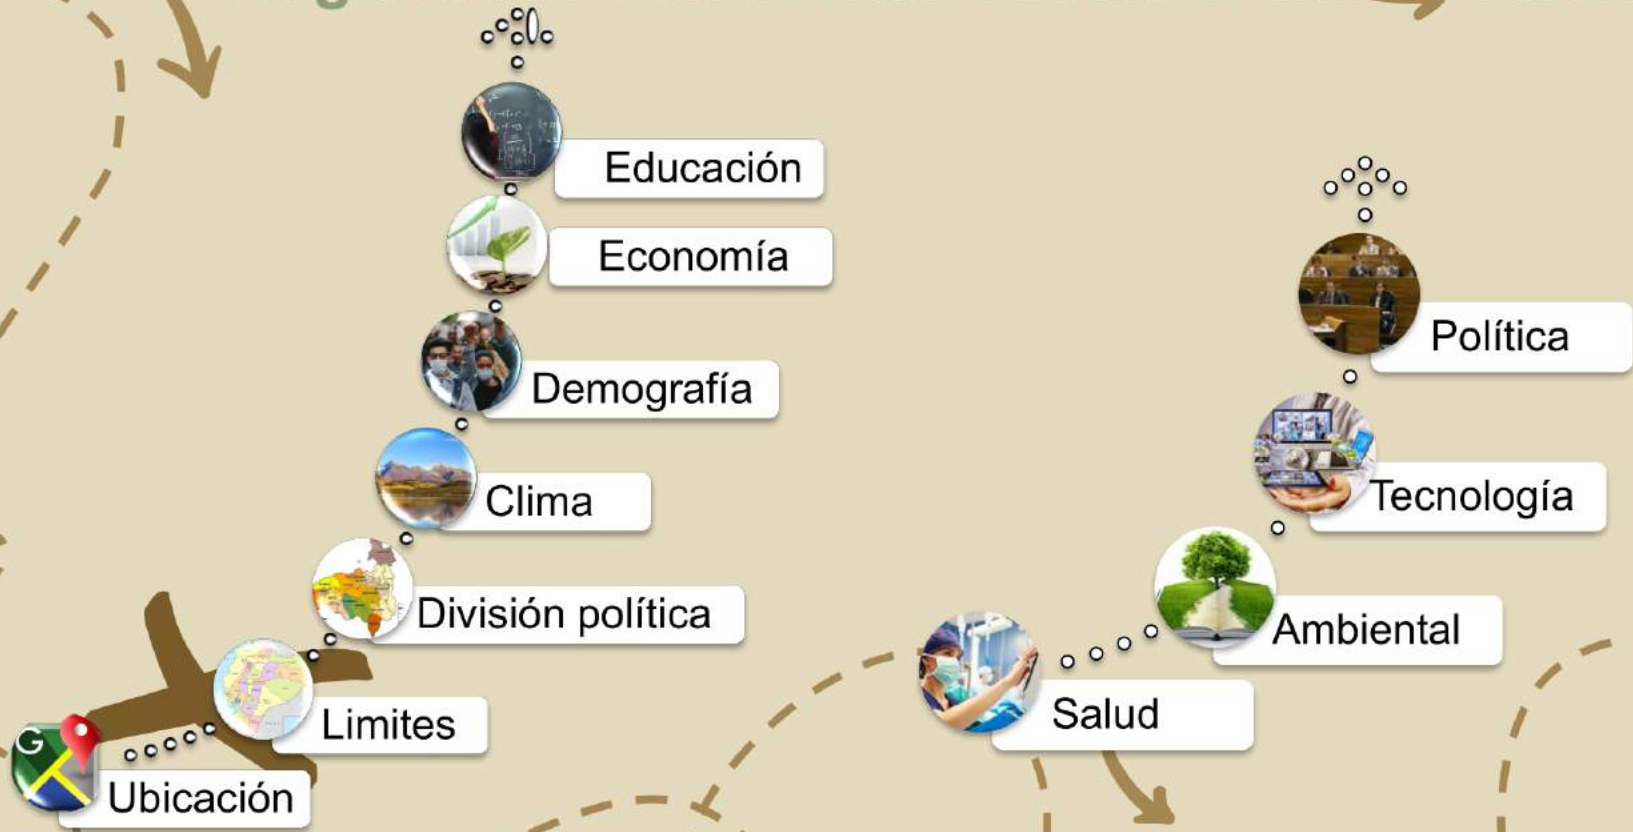 Educación
Economía
Demografía
Clima
División política
Limites
G
Ubicación
Política
Tecnología
Ambiental
Salud